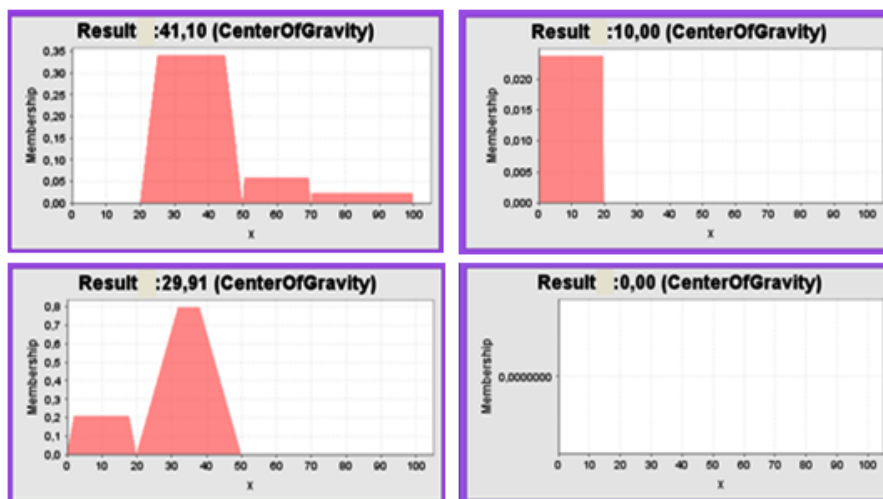 Result :41,10 (CenterOfGravity)
0,35
0,30
0,25
0,20
0,15
0,10
0,05
0,00
Membership
0 10 20 30 40 50 60 70 80 90 100
X
Result :10,00 (CenterOfGravity)
0,020
0,015
0,010
0,005
0,000
Membership
0 10 20 30 40 50 60 70 80 90 100
X
Result :29,91 (CenterOfGravity)
0,8
0,7
0,6
0,5
0,4
0,3
0,2
0,1
0,0
Membership
0 10 20 30 40 50 60 70 80 90 100
X
Result :0,00 (CenterOfGravity)
0,0000000
Membership
0 10 20 30 40 50 60 70 80 90 100
X